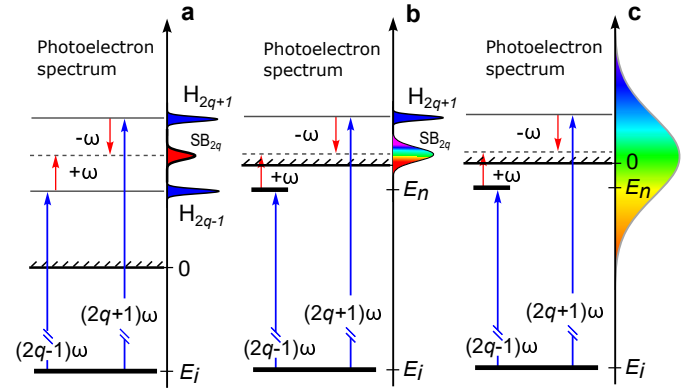 a
Photoelectron
spectrum
H2q+1
-ω
SB2q
+ω
H2q-1
0
(2q+1)ω
(2q-1)ω
Ei
b
Photoelectron
spectrum
H2q+1
-ω
SB2q
+ω
En
(2q+1)ω
(2q-1)ω
Ei
c
Photoelectron
spectrum
-ω
0
+ω
En
(2q+1)ω
(2q-1)ω
Ei